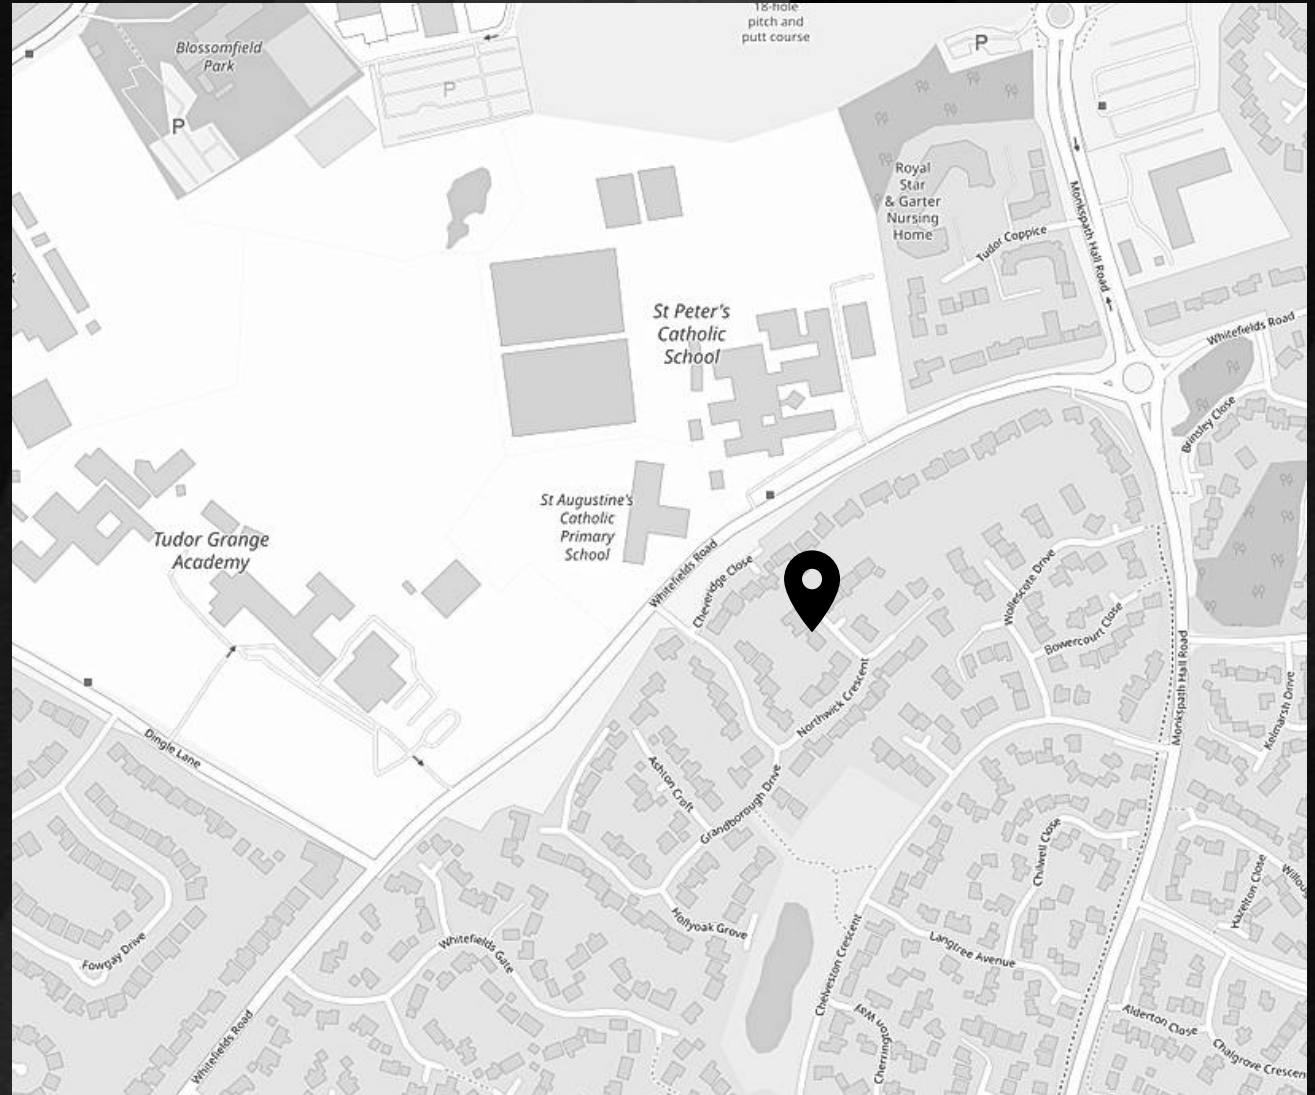 18-hole
pitch and
putt course
Blossomfield
Park
P
P
P
Royal
Star
& Garter
Nursing
Home
Tudor Coppice
Monkspath Hall Road
Whitefields Road
St Peter's
Catholic
School
Brinsley Close
St Augustine's
Catholic
Primary
School
Tudor Grange
Academy
Whitefields Road
Cheveridge Close
Wollescote Drive
Bowercourt Close
Northwick Crescent
Monkspath Hall Road
Kelmarsh Drive
Dingle Lane
Ashton Croft
Grandborough Drive
Chilwell Close
Hazelton Close
Hollyoak Grove
Whitefields Gate
Fowgay Drive
Langtree Avenue
Chelveston Crescent
Cherrington Way
Alderton Close
Chalgrove Crescen
Whitefields Road